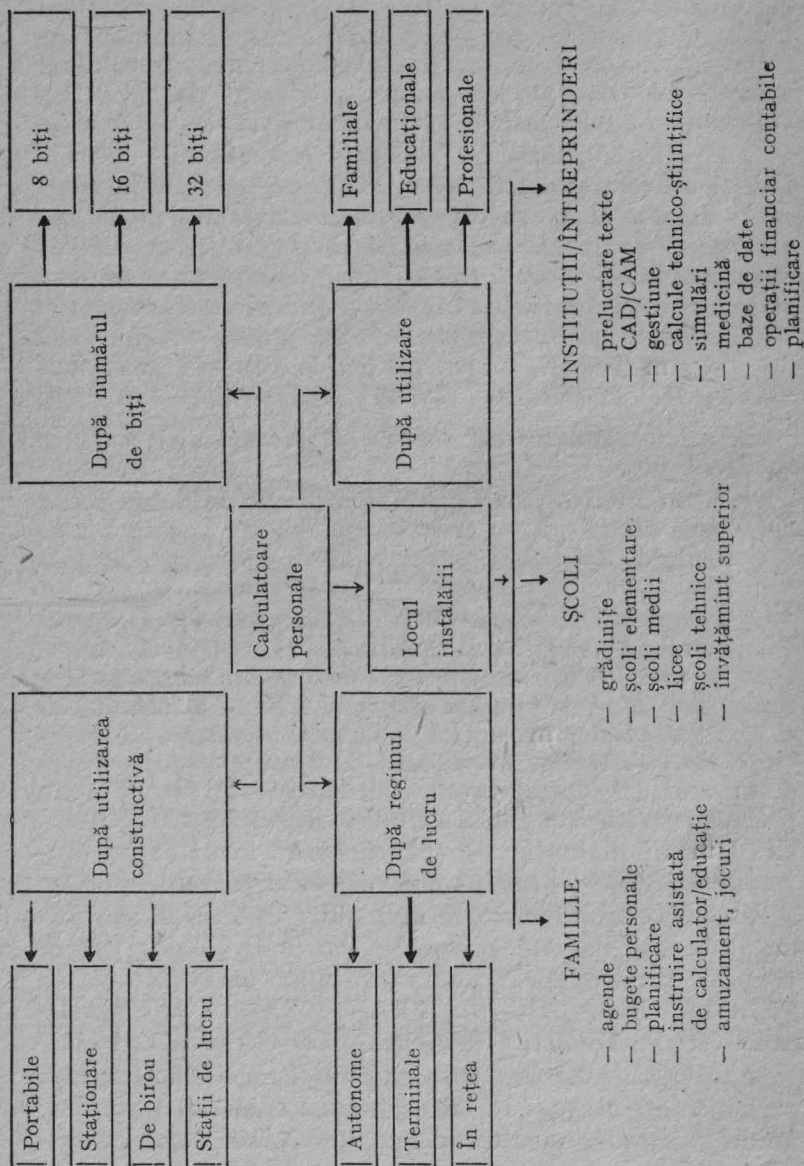 Portabile
Staționare
De birou
Stații de lucru
După utilizarea
constructivă
După numărul
de biți
8 biți
16 biți
32 biți
Calculatoare
personale
Autonome
Terminale
În rețea
După regimul
de lucru
Locul
instalării
După utilizare
Familiale
Educaționale
Profesionale
FAMILIE
— agende
— bugete personale
— planificare
— instruire asistată
de calculator/educație
— amuzament, jocuri
ȘCOLI
— grădinițe
— școli elementare
— școli medii
— licee
— școli tehnice
— învățămînt superior
INSTITUȚII/ÎNTREPRINDERI
— prelucrare texte
— CAD/CAM
— gestiune
— calcule tehnico-științifice
— simulări
— medicină
— baze de date
— operații financiar contabile
— planificare